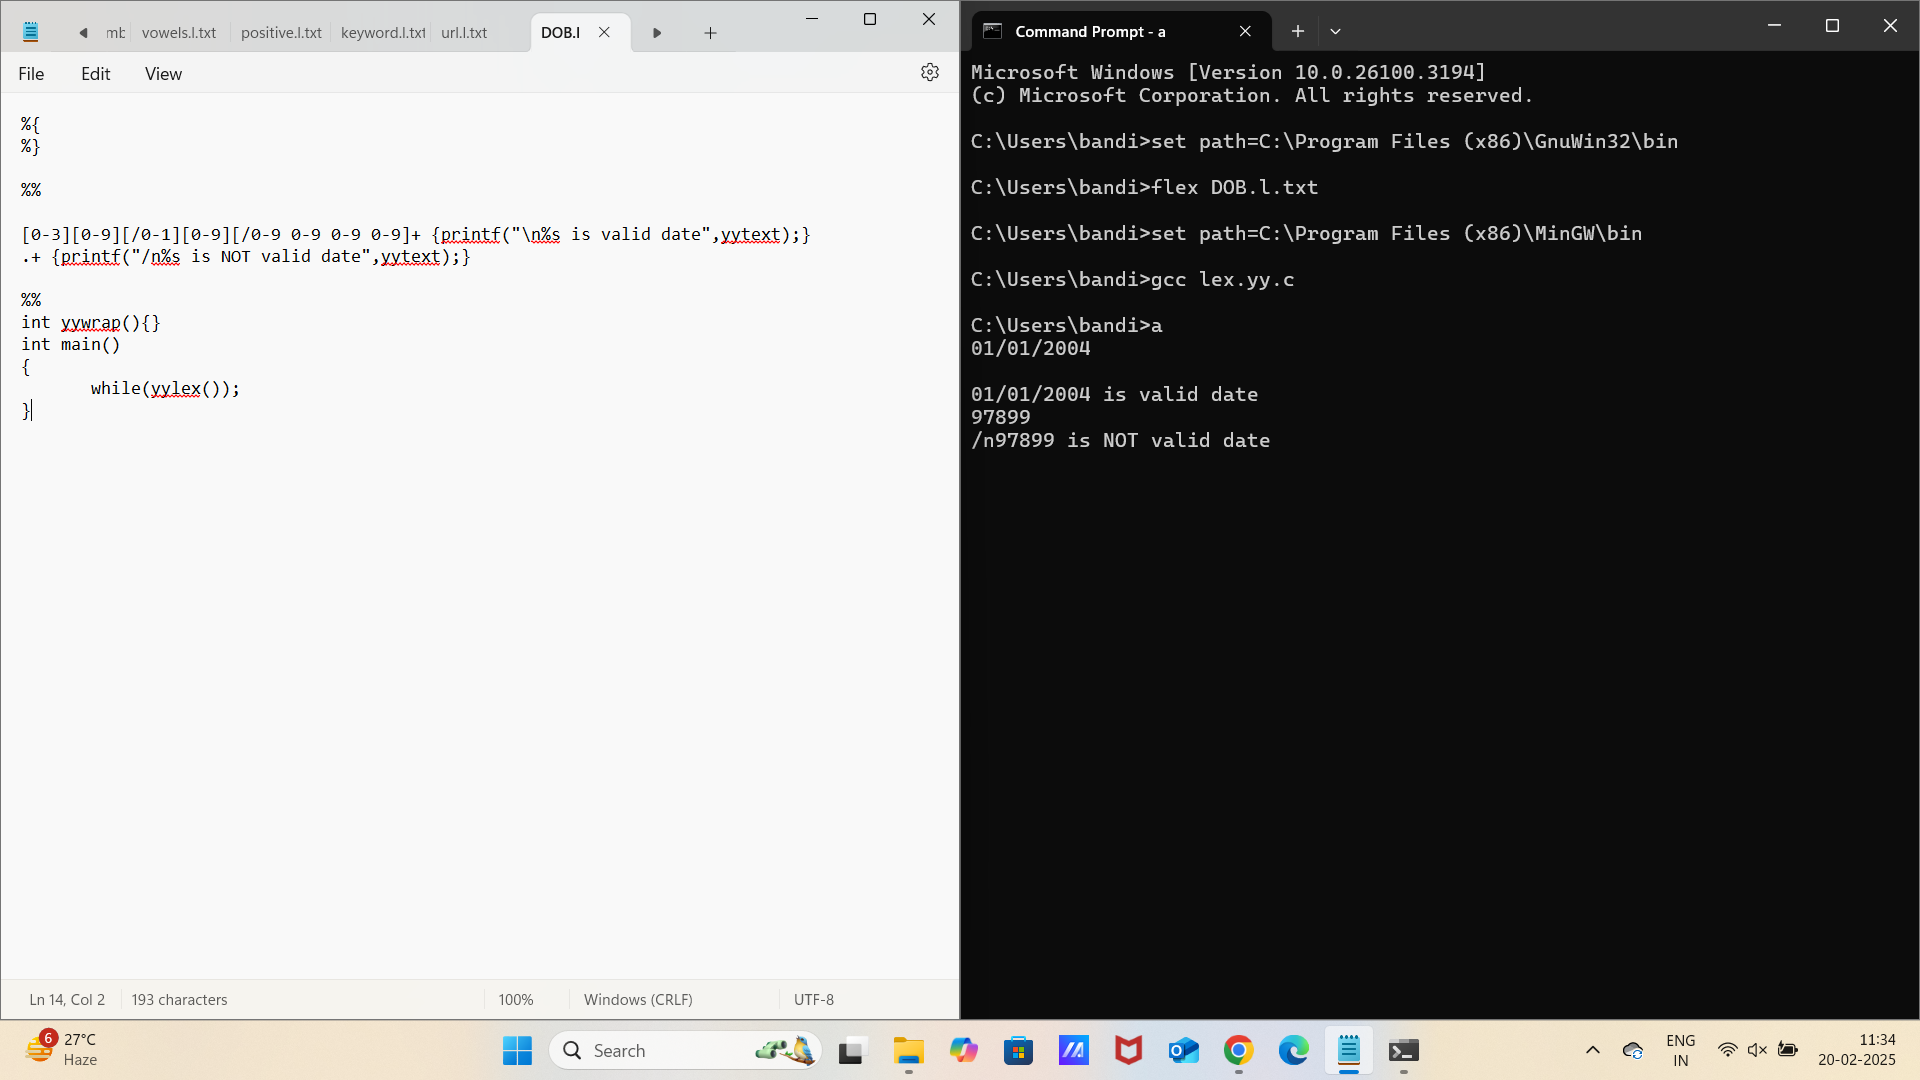 mb vowels.l.txt positive.l.txt keyword.l.txt url.l.txt DOB.l
File Edit View
%{
%}
%%
[0-3][0-9][/0-1][0-9][/0-9 0-9 0-9 0-9]+ {printf("\n%s is valid date",yytext);}
.+ {printf("/n%s is NOT valid date",yytext);}
%%
int yywrap(){}
int main()
{
while(yylex());
}
Ln 14, Col 2 193 characters 100% Windows (CRLF) UTF-8
Command Prompt - a
Microsoft Windows [Version 10.0.26100.3194]
(c) Microsoft Corporation. All rights reserved.
C:\Users\bandi>set path=C:\Program Files (x86)\GnuWin32\bin
C:\Users\bandi>flex DOB.l.txt
C:\Users\bandi>set path=C:\Program Files (x86)\MinGW\bin
C:\Users\bandi>gcc lex.yy.c
C:\Users\bandi>a
01/01/2004
01/01/2004 is valid date
97899
/n97899 is NOT valid date
6 27°C
Haze
Search
ENG
IN
11:34
20-02-2025